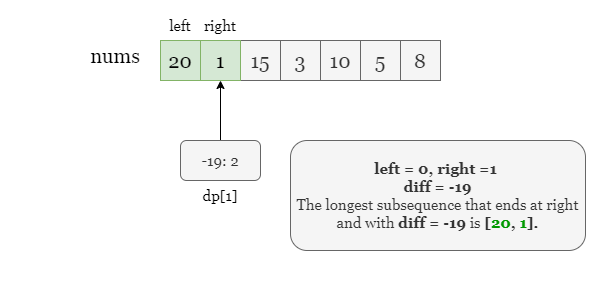 left right
nums 20 1 15 3 10 5 8
-19: 2
dp[1]
left = 0, right =1
diff = -19
The longest subsequence that ends at right
and with diff = -19 is [20, 1].